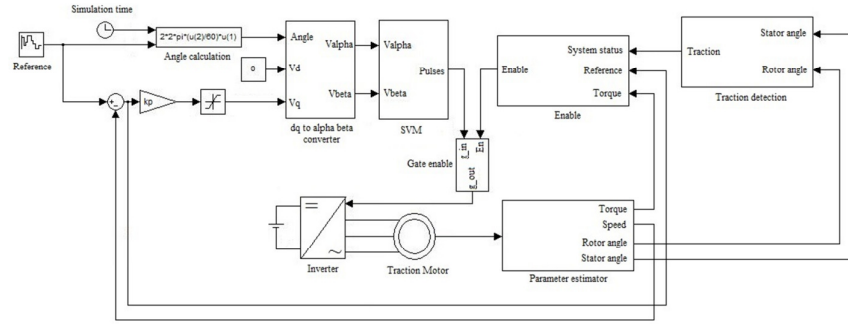 Simulation time
2*2*pi*(u(2)/60)*u(1)
Angle calculation
Reference
kp
0
Angle
Vd
Vq
Valpha
Vbeta
dq to alpha beta
converter
Valpha
Vbeta
Pulses
SVM
Gate enable
g_in
En
g_out
Enable
System status
Reference
Torque
Enable
Traction
Stator angle
Rotor angle
Traction detection
Inverter
Traction Motor
Torque
Speed
Rotor angle
Stator angle
Parameter estimator